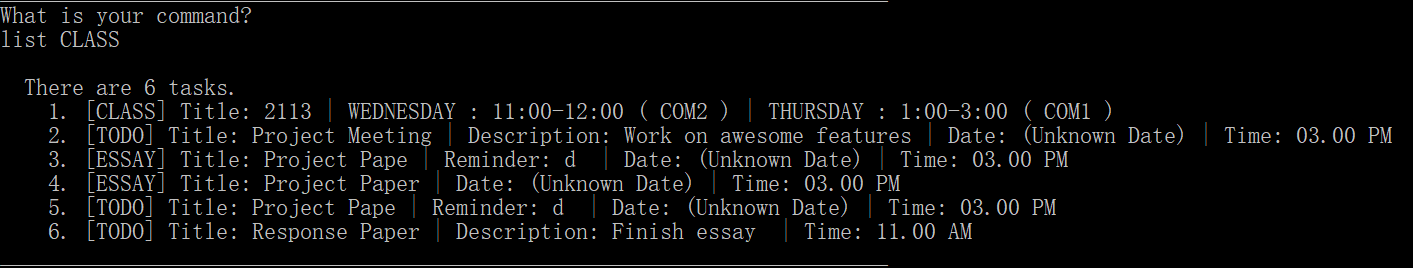 What is your command?
list CLASS
There are 6 tasks.
1. [CLASS] Title: 2113 | WEDNESDAY : 11:00-12:00 ( COM2 ) | THURSDAY : 1:00-3:00 ( COM1 )
2. [TODO] Title: Project Meeting | Description: Work on awesome features | Date: (Unknown Date) | Time: 03.00 PM
3. [ESSAY] Title: Project Pape | Reminder: d  | Date: (Unknown Date) | Time: 03.00 PM
4. [ESSAY] Title: Project Paper | Date: (Unknown Date) | Time: 03.00 PM
5. [TODO] Title: Project Pape | Reminder: d  | Date: (Unknown Date) | Time: 03.00 PM
6. [TODO] Title: Response Paper | Description: Finish essay  | Time: 11.00 AM